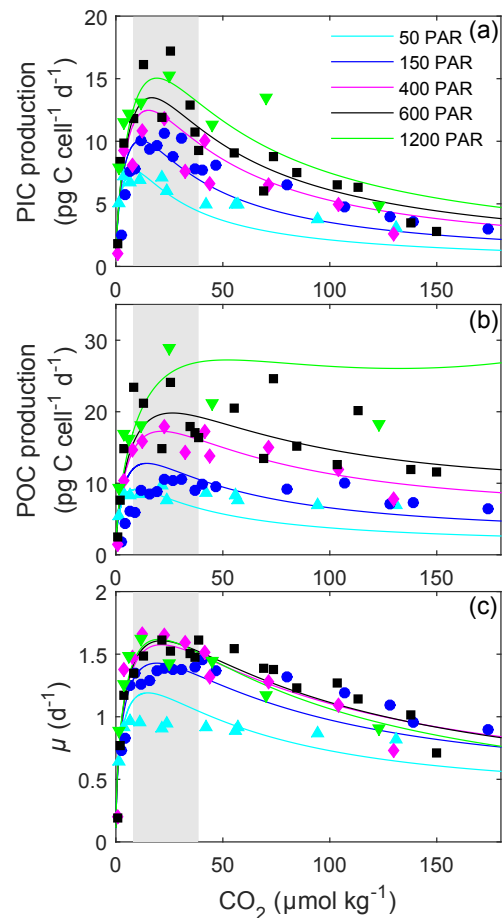 (a)
50 PAR
150 PAR
400 PAR
600 PAR
1200 PAR
PIC production
(pg C cell⁻¹ d⁻¹)
20
15
10
5
0
0 50 100 150
(b)
POC production
(pg C cell⁻¹ d⁻¹)
30
20
10
0
0 50 100 150
(c)
μ (d⁻¹)
2
1.5
1
0.5
0
0 50 100 150
CO₂ (μmol kg⁻¹)